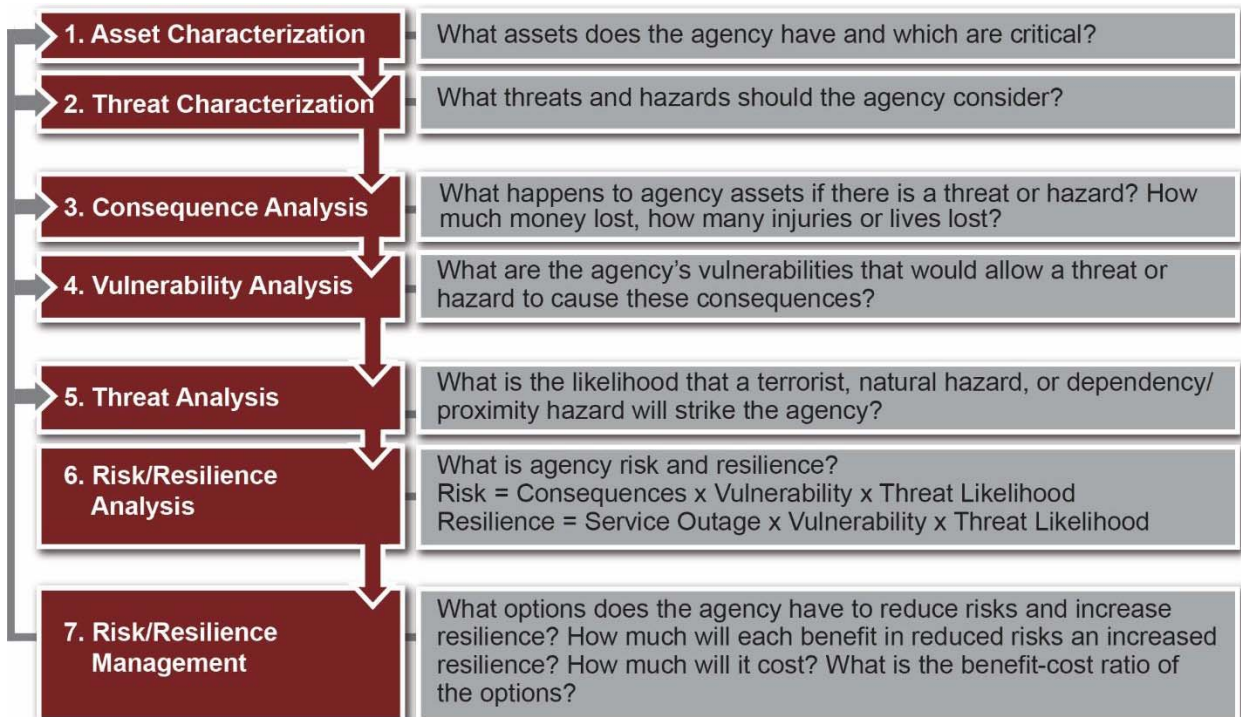 1. Asset Characterization
What assets does the agency have and which are critical?
2. Threat Characterization
What threats and hazards should the agency consider?
3. Consequence Analysis
What happens to agency assets if there is a threat or hazard? How
much money lost, how many injuries or lives lost?
4. Vulnerability Analysis
What are the agency’s vulnerabilities that would allow a threat or
hazard to cause these consequences?
5. Threat Analysis
What is the likelihood that a terrorist, natural hazard, or dependency/
proximity hazard will strike the agency?
6. Risk/Resilience
Analysis
What is agency risk and resilience?
Risk = Consequences x Vulnerability x Threat Likelihood
Resilience = Service Outage x Vulnerability x Threat Likelihood
7. Risk/Resilience
Management
What options does the agency have to reduce risks and increase
resilience? How much will each benefit in reduced risks an increased
resilience? How much will it cost? What is the benefit-cost ratio of
the options?